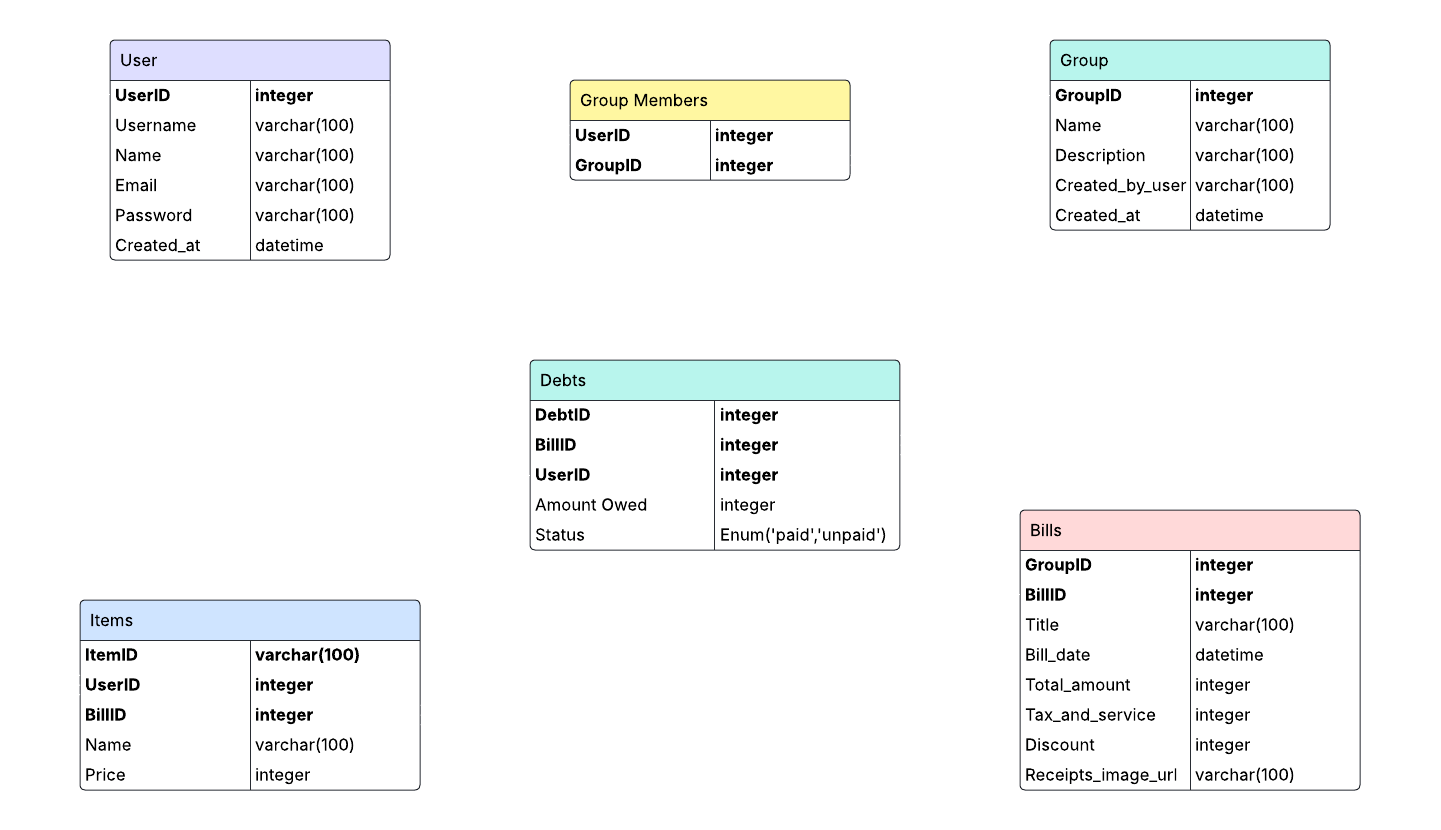 User
UserID integer
Username varchar(100)
Name varchar(100)
Email varchar(100)
Password varchar(100)
Created_at datetime
Group Members
UserID integer
GroupID integer
Group
GroupID integer
Name varchar(100)
Description varchar(100)
Created_by_user varchar(100)
Created_at datetime
Debts
DebtID integer
BillID integer
UserID integer
Amount Owed integer
Status Enum('paid','unpaid')
Items
ItemID varchar(100)
UserID integer
BillID integer
Name varchar(100)
Price integer
Bills
GroupID integer
BillID integer
Title varchar(100)
Bill_date datetime
Total_amount integer
Tax_and_service integer
Discount integer
Receipts_image_url varchar(100)